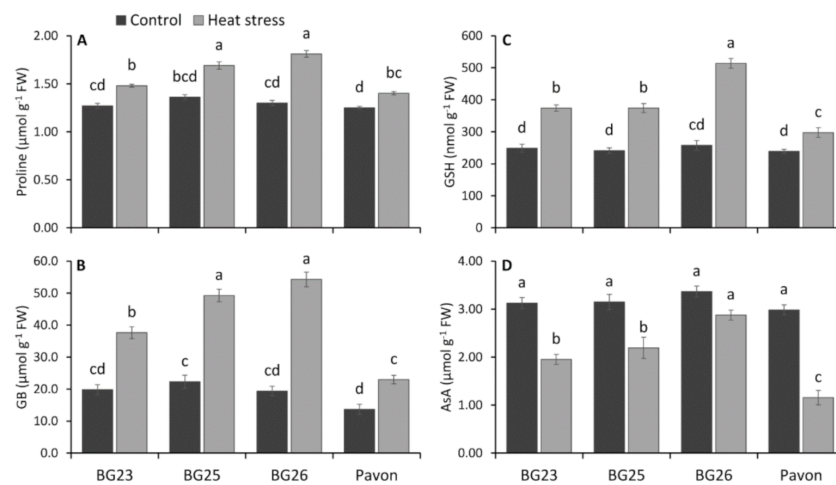 Control Heat stress
A
2.00
1.50
1.00
0.50
0.00
Proline (µmol g⁻¹ FW)
cd b bcd a cd a d bc
C
600
500
400
300
200
100
0
GSH (nmol g⁻¹ FW)
d b d b cd a d c
B
60.0
50.0
40.0
30.0
20.0
10.0
0.0
GB (µmol g⁻¹ FW)
cd b c a cd a d c
BG23 BG25 BG26 Pavon
D
4.00
3.00
2.00
1.00
0.00
AsA (µmol g⁻¹ FW)
a b a b a a a c
BG23 BG25 BG26 Pavon